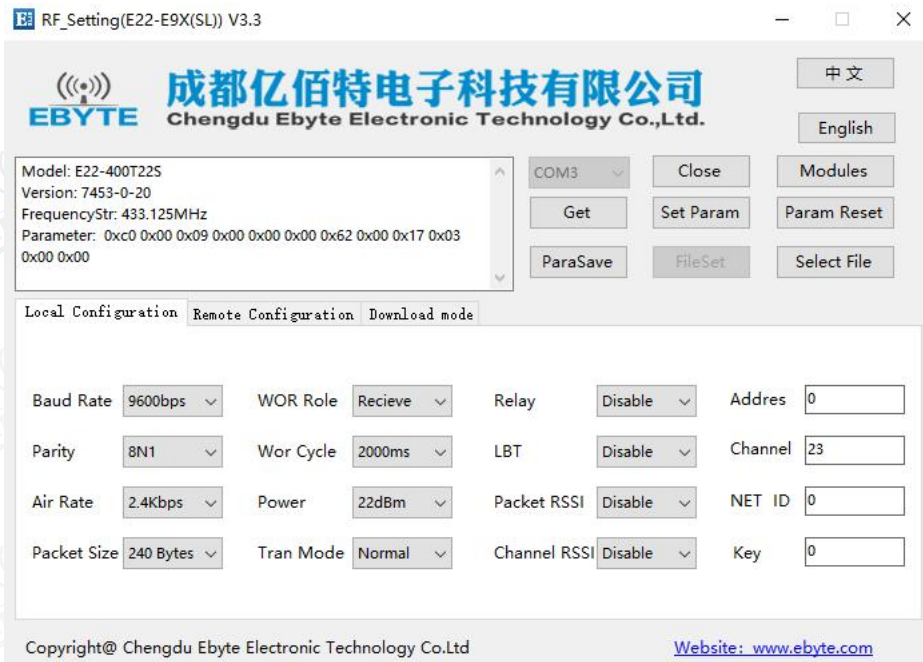 RF_Setting(E22-E9X(SL)) V3.3
中文
EBYTE
成都亿佰特电子科技有限公司
Chengdu Ebyte Electronic Technology Co.,Ltd.
English
Model: E22-400T22S
Version: 7453-0-20
FrequencyStr: 433.125MHz
Parameter: 0xc0 0x00 0x09 0x00 0x00 0x00 0x62 0x00 0x17 0x03
0x00 0x00
COM3 Close Modules
Get Set Param Param Reset
ParaSave FileSet Select File
Local Configuration Remote Configuration Download mode
Baud Rate 9600bps WOR Role Recieve Relay Disable Addres 0
Parity 8N1 Wor Cycle 2000ms LBT Disable Channel 23
Air Rate 2.4Kbps Power 22dBm Packet RSSI Disable NET ID 0
Packet Size 240 Bytes Tran Mode Normal Channel RSSI Disable Key 0
Copyright@ Chengdu Ebyte Electronic Technology Co.Ltd Website: www.ebyte.com